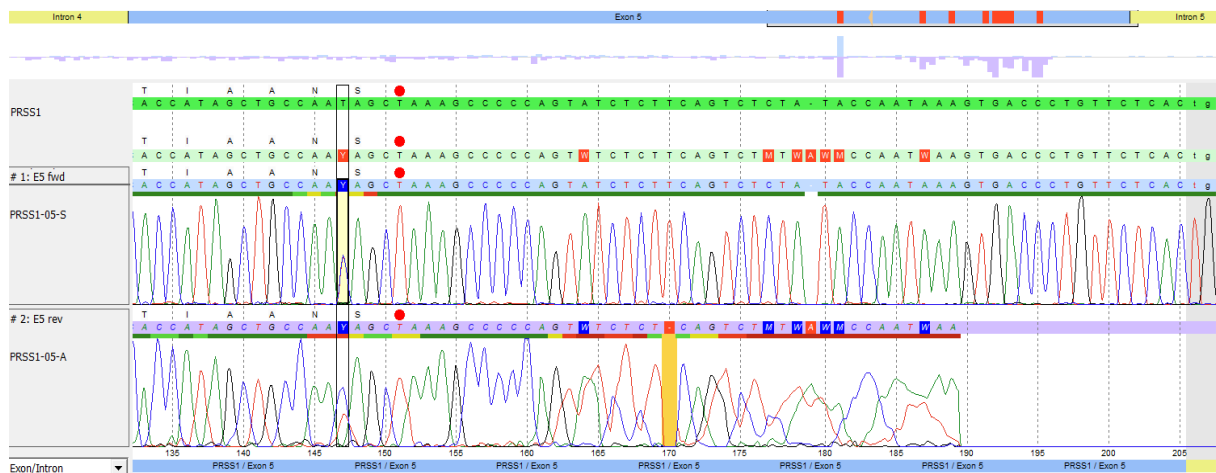 Intron 4 Exon 5 Intron 5
T I A A N S
PRSS1
ACCATAGCTGCCAATAGCTAAAGCCCCCAGTATCTCTTCAGTCTCTA-TACCAATAAAGTGACCCTGTTCTCACtg
T I A A N S
ACCATAGCTGCCAAYAGCTAAAGCCCCCAGTWTCTCTTCAGTCTMTWAWMCCAATWAAGTGACCCTGTTCTCACtg
# 1: E5 fwd
T I A A N S
ACCATAGCTGCCAAYAGCTAAAGCCCCCAGTATCTCTTCAGTCTCTA TACCAATAAAGTGACCCTGTTCTCACtg
PRSS1-05-S
# 2: E5 rev
T I A A N S
ACCATAGCTGCCAAYAGCTAAAGCCCCCAGTWTCTCT-CAGTCTMTWAWMCCAATWAA
PRSS1-05-A
135 140 145 150 155 160 165 170 175 180 185 190 195 200 205
Exon/Intron PRSS1 / Exon 5 PRSS1 / Exon 5 PRSS1 / Exon 5 PRSS1 / Exon 5 PRSS1 / Exon 5 PRSS1 / Exon 5 PRSS1 / Exon 5